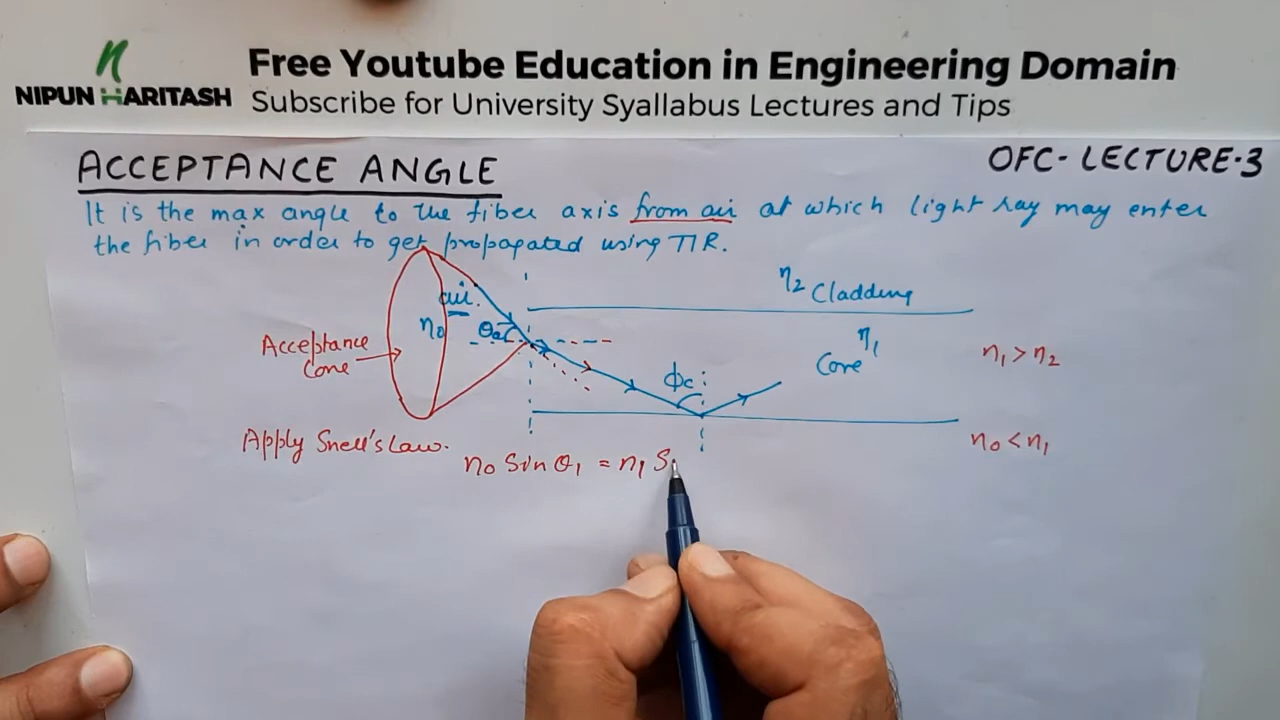 Free Youtube Education in Engineering Domain
NIPUN HARITASH
Subscribe for University Syallabus Lectures and Tips
ACCEPTANCE ANGLE
OFC- LECTURE-3
It is the max angle to the fiber axis from air at which light ray may enter
the fiber in order to get propagated using TIR.
air.
η2 Cladding
n0
θa
η1
Core
Acceptance
Cone
ϕc
n1 > n2
Apply Snell's Law.
n0 < n1
n0 Sin θ1 = n1 S